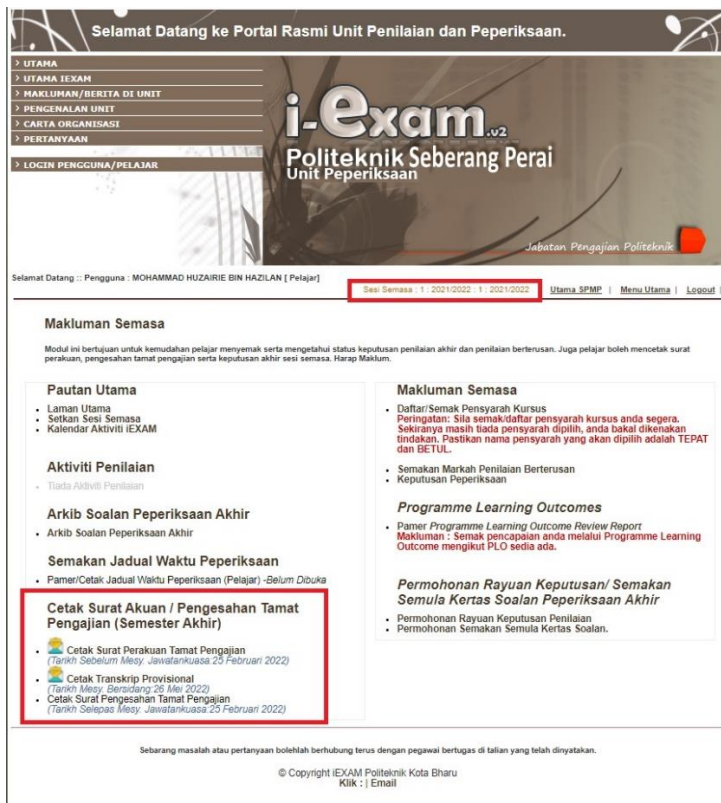 Selamat Datang ke Portal Rasmi Unit Penilaian dan Peperiksaan.
> UTAMA
> UTAMA IEXAM
> MAKLUMAN/BERITA DI UNIT
> PENGENALAN UNIT
> CARTA ORGANISASI
> PERTANYAAN
> LOGIN PENGGUNA/PELAJAR
i-exam.v2
Politeknik Seberang Perai
Unit Peperiksaan
Jabatan Pengajian Politeknik
Selamat Datang :: Pengguna : MOHAMMAD HUZAIRIE BIN HAZILAN [ Pelajar]
Sesi Semasa : 1 : 2021/2022 : 1 : 2021/2022 Utama SPMP | Menu Utama | Logout |
Makluman Semasa
Modul ini bertujuan untuk kemudahan pelajar menyemak serta mengetahui status keputusan penilaian akhir dan penilaian berterusan. Juga pelajar boleh mencetak surat
perakuan, pengesahan tamat pengajian serta keputusan akhir sesi semasa. Harap Maklum.
Pautan Utama
• Laman Utama
• Setkan Sesi Semasa
• Kalendar Aktiviti iEXAM
Aktiviti Penilaian
• Tiada Aktiviti Penilaian
Arkib Soalan Peperiksaan Akhir
• Arkib Soalan Peperiksaan Akhir
Semakan Jadual Waktu Peperiksaan
• Pamer/Cetak Jadual Waktu Peperiksaan (Pelajar) -Belum Dibuka
Cetak Surat Akuan / Pengesahan Tamat
Pengajian (Semester Akhir)
• Cetak Surat Perakuan Tamat Pengajian
(Tarikh Sebelum Mesy. Jawatankuasa:25 Februari 2022)
• Cetak Transkrip Provisional
(Tarikh Mesy. Bersidang:26 Mei 2022)
• Cetak Surat Pengesahan Tamat Pengajian
(Tarikh Selepas Mesy. Jawatankuasa:25 Februari 2022)
Makluman Semasa
• Daftar/Semak Pensyarah Kursus
Peringatan: Sila semak/daftar pensyarah kursus anda segera.
Sekiranya masih tiada pensyarah dipilih, anda bakal dikenakan
tindakan. Pastikan nama pensyarah yang akan dipilih adalah TEPAT
dan BETUL.
• Semakan Markah Penilaian Berterusan
• Keputusan Peperiksaan
Programme Learning Outcomes
• Pamer Programme Learning Outcome Review Report
Makluman : Semak pencapaian anda melalui Programme Learning
Outcome mengikut PLO sedia ada.
Permohonan Rayuan Keputusan/ Semakan
Semula Kertas Soalan Peperiksaan Akhir
• Permohonan Rayuan Keputusan Penilaian
• Permohonan Semakan Semula Kertas Soalan.
Sebarang masalah atau pertanyaan bolehlah berhubung terus dengan pegawai bertugas di talian yang telah dinyatakan.
© Copyright iEXAM Politeknik Kota Bharu
Klik : | Email